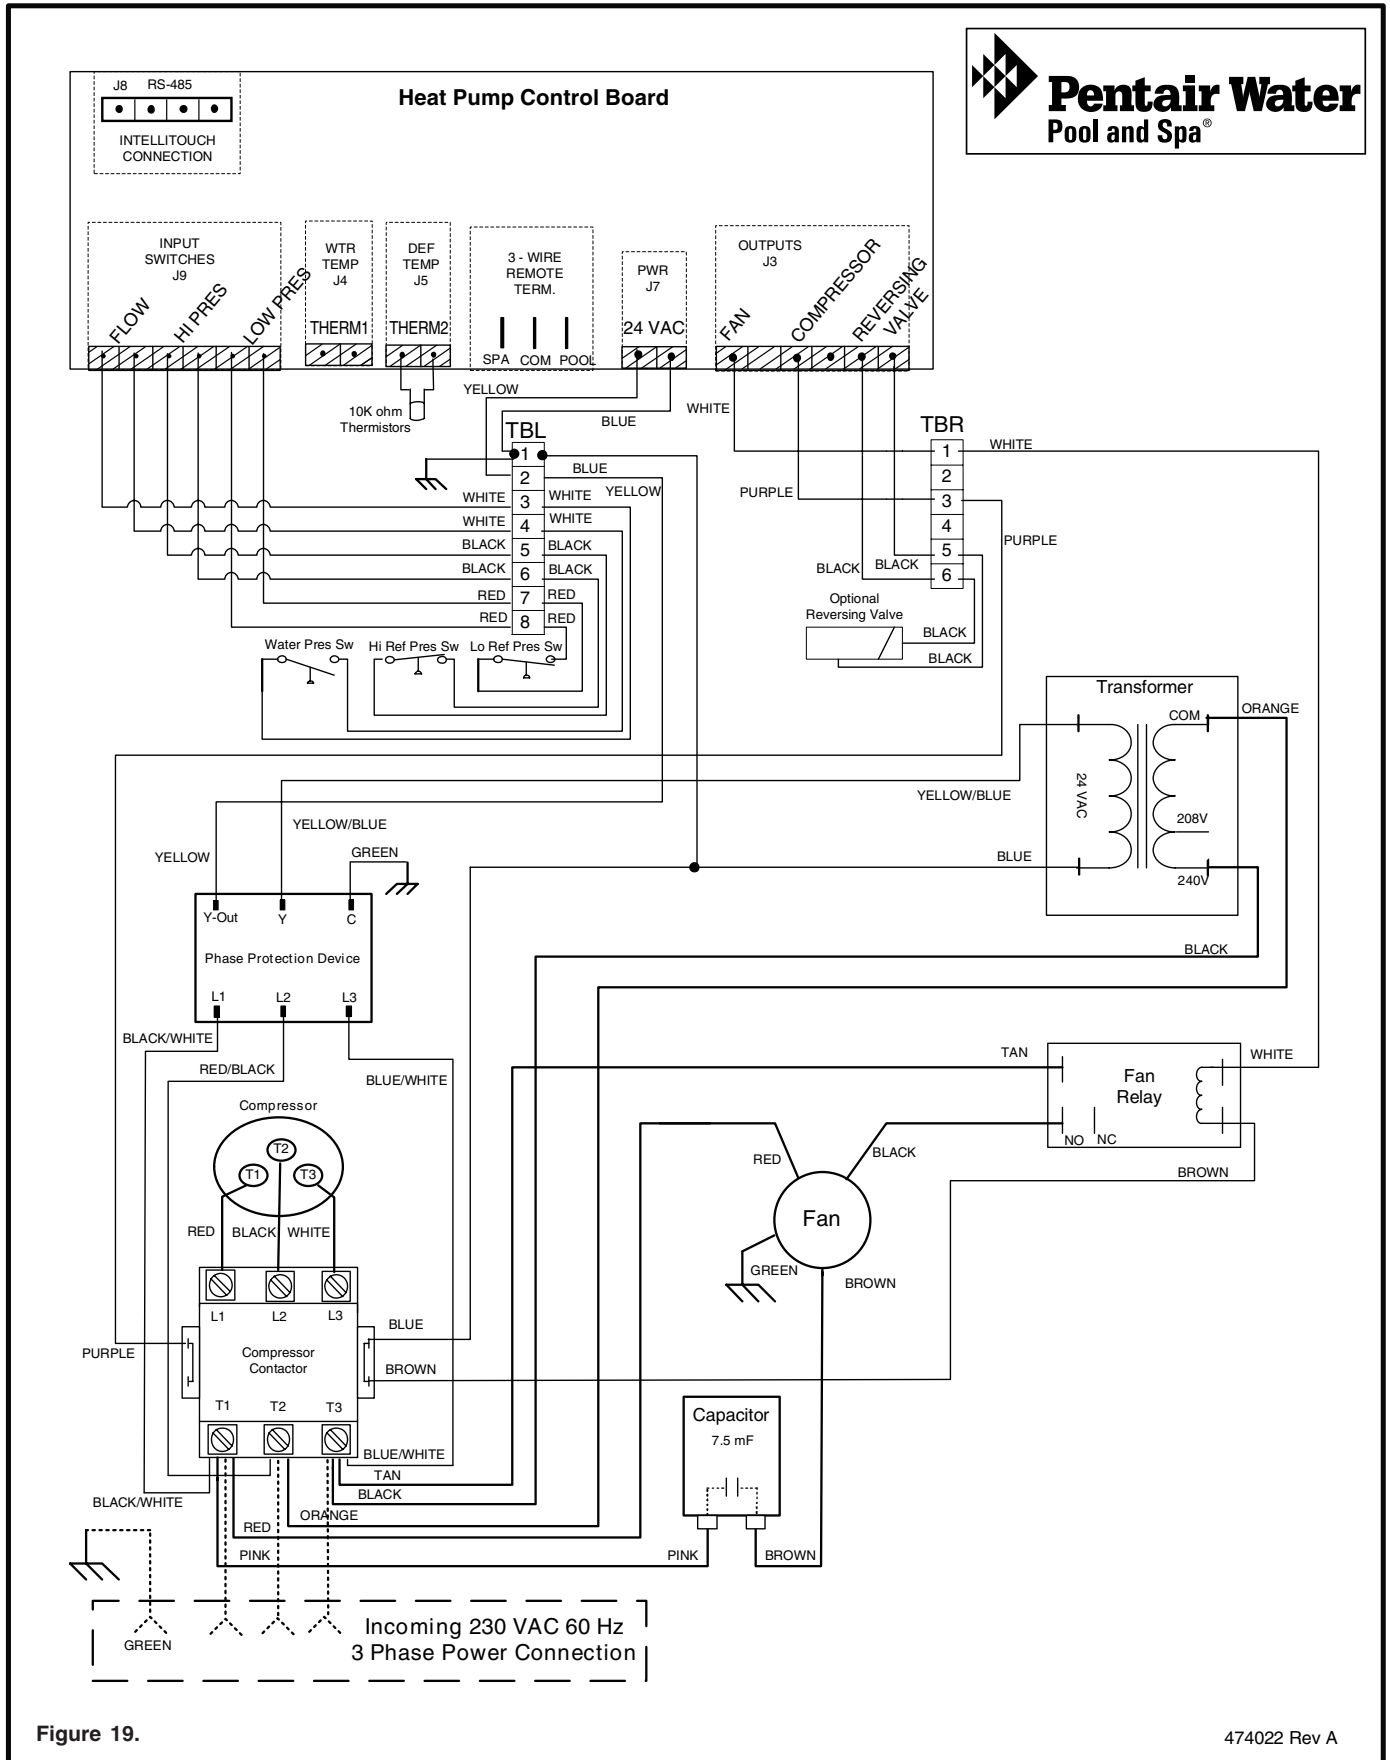 Pentair Water
Pool and Spa®
Heat Pump Control Board
J8 RS-485
INTELLITOUCH
CONNECTION
INPUT
SWITCHES
J9
FLOW
HI PRES
LOW PRES
WTR
TEMP
J4
THERM1
DEF
TEMP
J5
THERM2
3 - WIRE
REMOTE
TERM.
SPA COM POOL
PWR
J7
24 VAC
OUTPUTS
J3
FAN
COMPRESSOR
REVERSING
VALVE
10K ohm
Thermistors
YELLOW
BLUE
WHITE
TBL
1
2
3
4
5
6
7
8
BLUE
YELLOW
WHITE WHITE
WHITE WHITE
BLACK BLACK
BLACK BLACK
RED RED
RED RED
TBR
1
2
3
4
5
6
WHITE
PURPLE
PURPLE
BLACK BLACK
Optional
Reversing Valve
BLACK
BLACK
Water Pres Sw Hi Ref Pres Sw Lo Ref Pres Sw
Transformer
COM
ORANGE
24 VAC
208V
240V
YELLOW/BLUE
BLUE
BLACK
YELLOW/BLUE
YELLOW
GREEN
Y-Out Y C
Phase Protection Device
L1 L2 L3
BLACK/WHITE
RED/BLACK
BLUE/WHITE
TAN
Fan
Relay
NO NC
WHITE
BROWN
Compressor
T1
T2
T3
RED BLACK WHITE
RED
BLACK
Fan
GREEN
BROWN
L1 L2 L3
Compressor
Contactor
T1 T2 T3
PURPLE
BLUE
BROWN
Capacitor
7.5 mF
BLUE/WHITE
TAN
BLACK
BLACK/WHITE
ORANGE
RED
PINK
PINK
BROWN
GREEN
Incoming 230 VAC 60 Hz
3 Phase Power Connection
Figure 19.
474022 Rev A